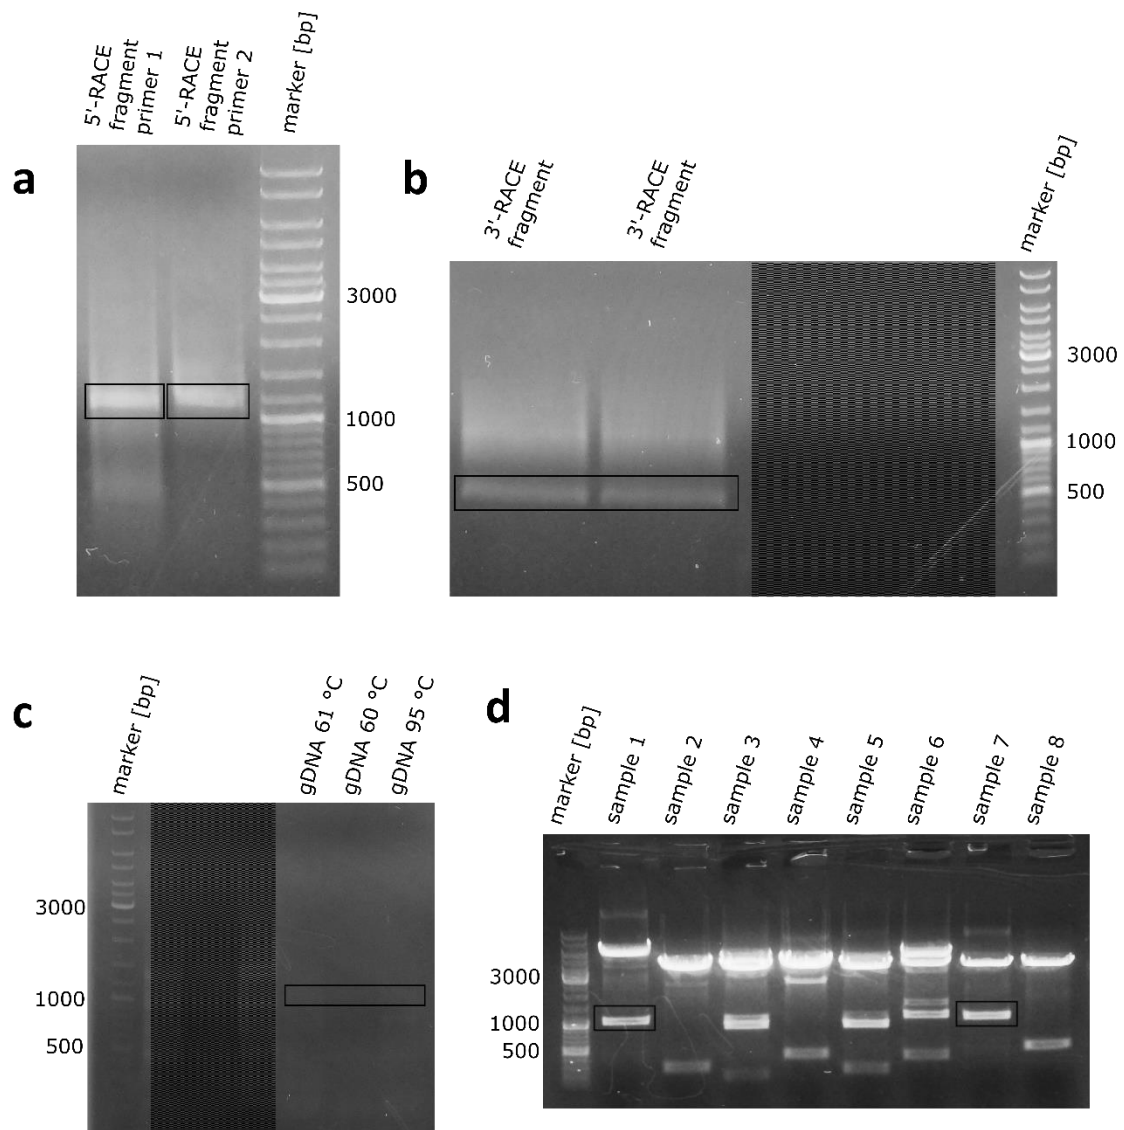 a
5'-RACE
fragment
primer 1
5'-RACE
fragment
primer 2
marker [bp]
3000
1000
500
b
3'-RACE
fragment
3'-RACE
fragment
marker [bp]
3000
1000
500
c
marker [bp]
gDNA 61 °C
gDNA 60 °C
gDNA 95 °C
3000
1000
500
d
marker [bp]
sample 1
sample 2
sample 3
sample 4
sample 5
sample 6
sample 7
sample 8
3000
1000
500